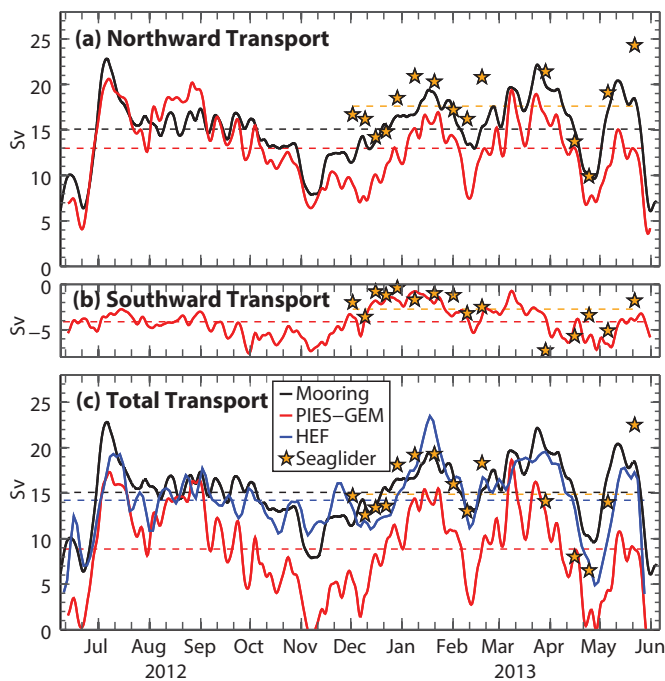 (a) Northward Transport
25
20
15
10
5
0
Sv
(b) Southward Transport
0
−5
Sv
(c) Total Transport
Mooring
PIES−GEM
HEF
Seaglider
25
20
15
10
5
0
Sv
Jul Aug Sep Oct Nov Dec Jan Feb Mar Apr May Jun
2012 2013